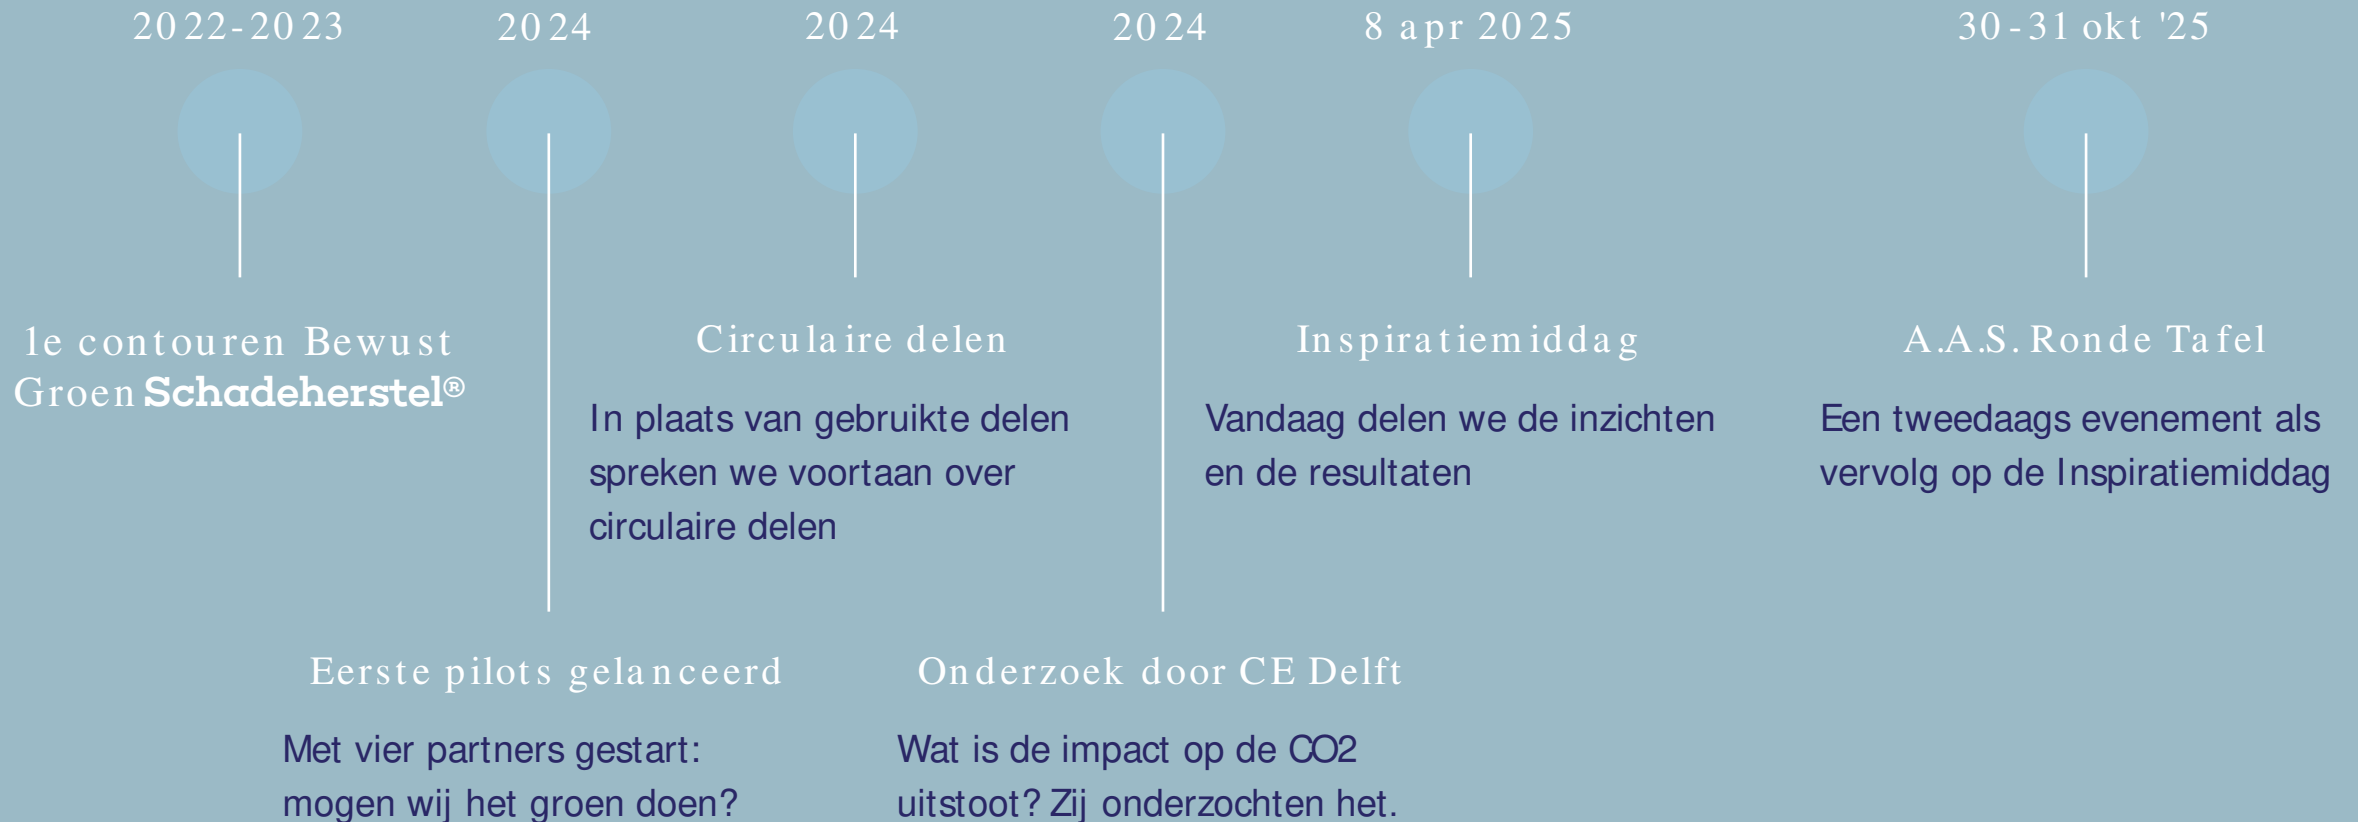 2022-2023
2024
2024
2024
8 apr 2025
30-31 okt '25
1e contouren Bewust
Groen Schadeherstel®
Circulaire delen
In plaats van gebruikte delen
spreken we voortaan over
circulaire delen
Inspiratiemiddag
Vandaag delen we de inzichten
en de resultaten
A.A.S. Ronde Tafel
Een tweedaags evenement als
vervolg op de Inspiratiemiddag
Eerste pilots gelanceerd
Met vier partners gestart:
mogen wij het groen doen?
Onderzoek door CE Delft
Wat is de impact op de CO2
uitstoot? Zij onderzochten het.